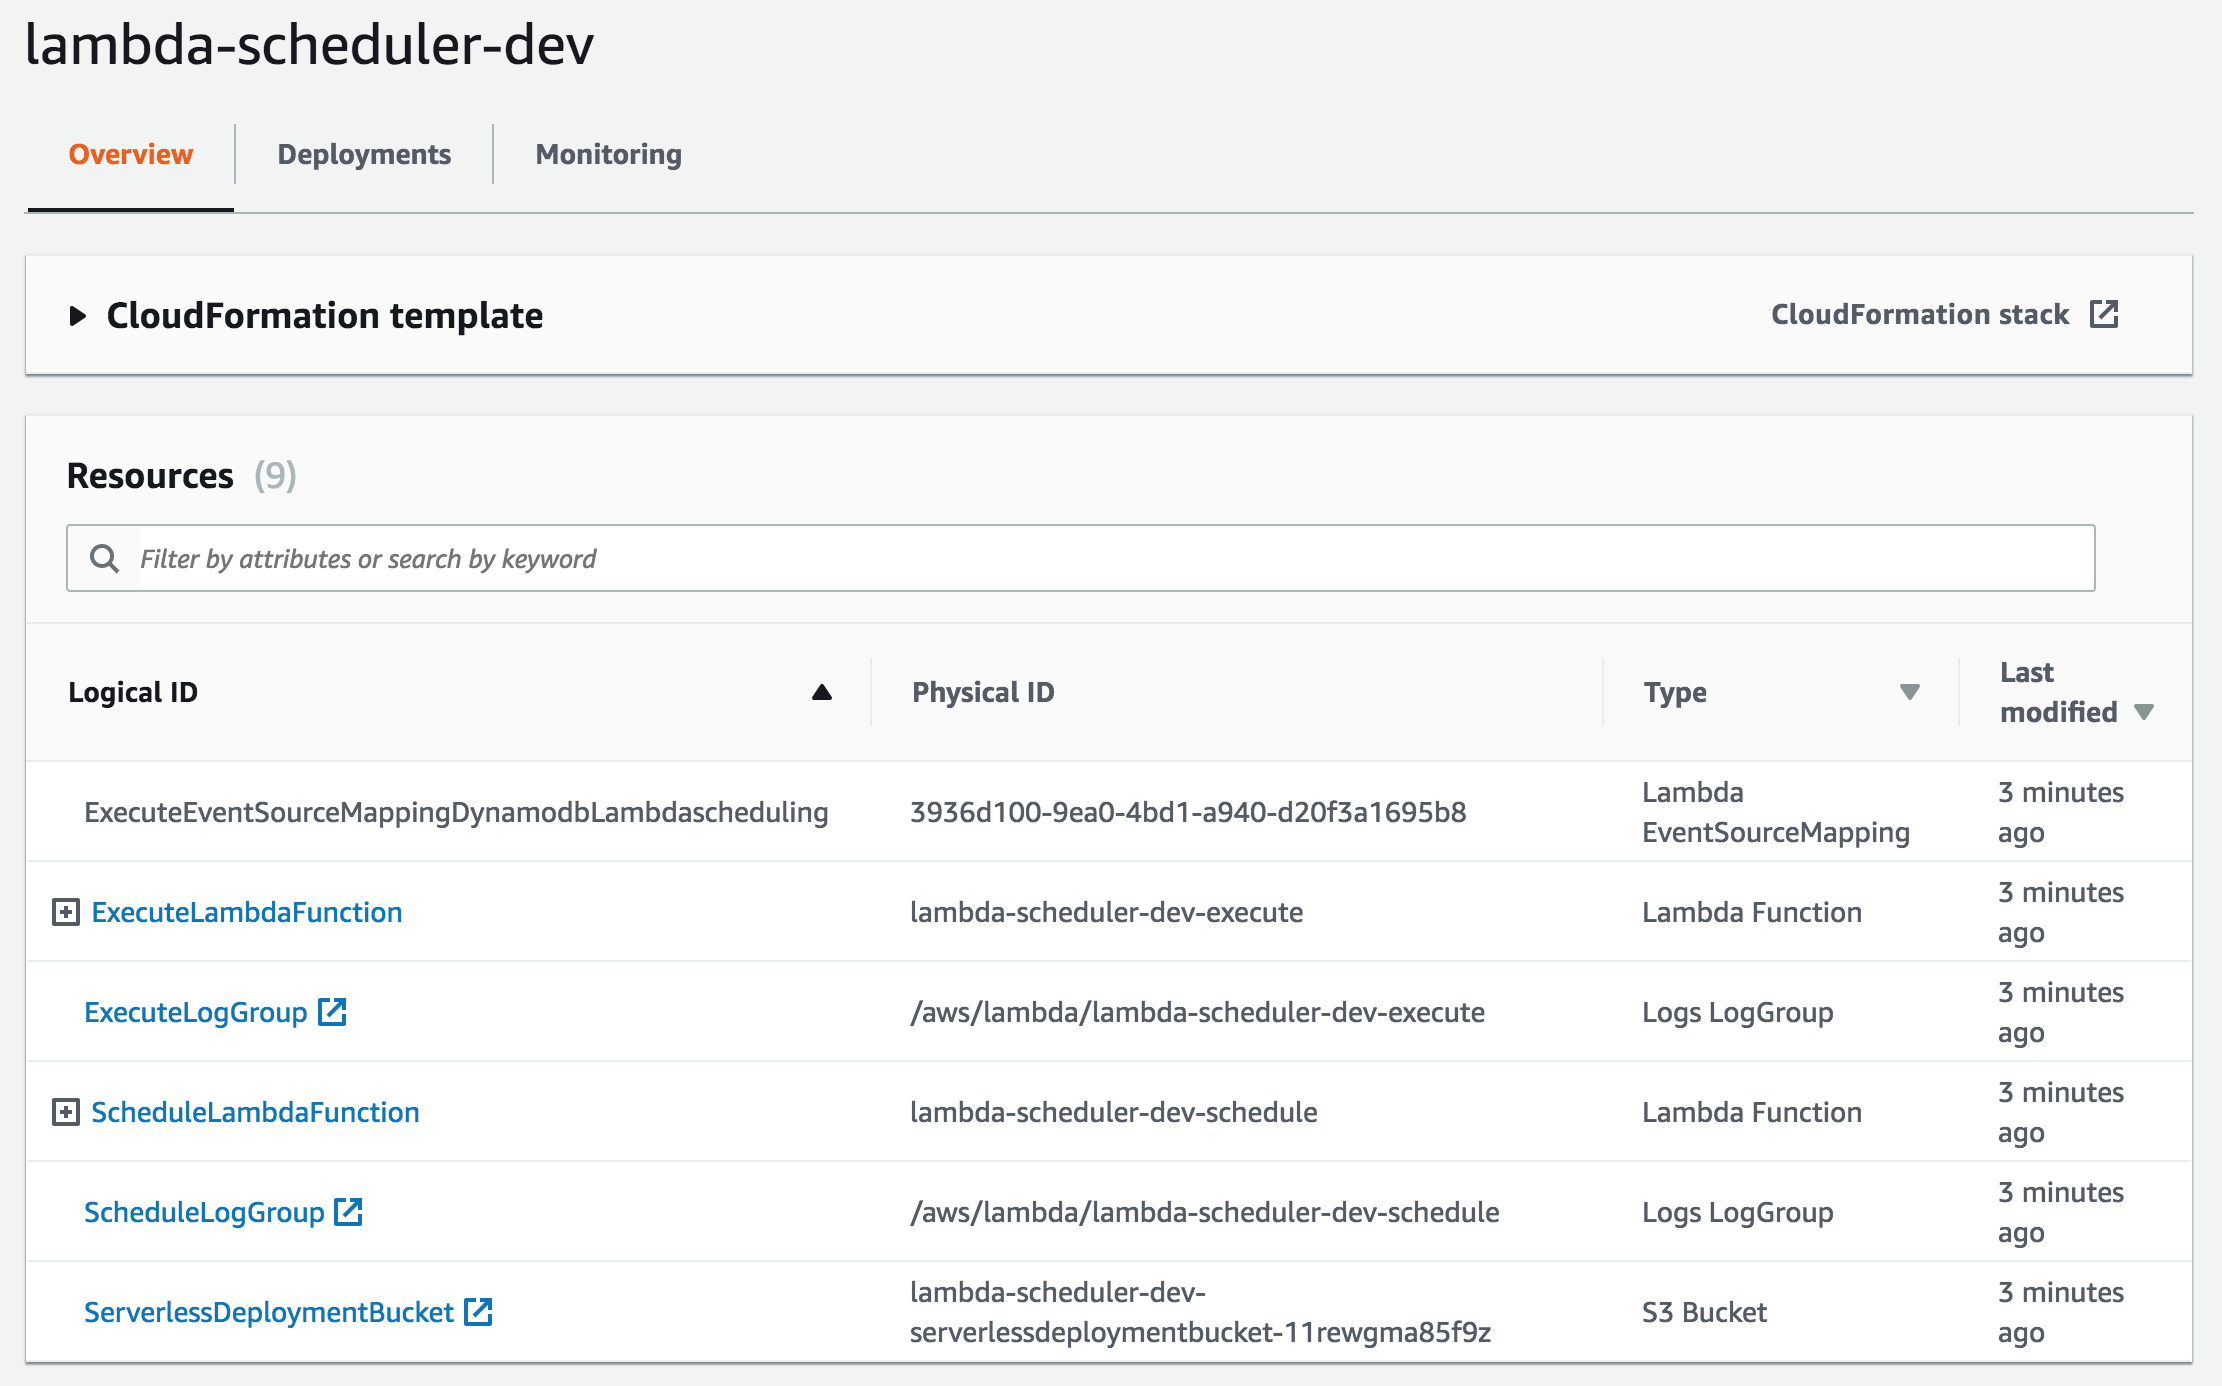 lambda-scheduler-dev
Overview
Deployments
Monitoring
CloudFormation template
CloudFormation stack
Resources (9)
Filter by attributes or search by keyword
Logical ID
Physical ID
Type
Last
modified
ExecuteEventSourceMappingDynamodbLambdascheduling
3936d100-9ea0-4bd1-a940-d20f3a1695b8
Lambda
EventSourceMapping
3 minutes
ago
ExecuteLambdaFunction
lambda-scheduler-dev-execute
Lambda Function
3 minutes
ago
ExecuteLogGroup
/aws/lambda/lambda-scheduler-dev-execute
Logs LogGroup
3 minutes
ago
ScheduleLambdaFunction
lambda-scheduler-dev-schedule
Lambda Function
3 minutes
ago
ScheduleLogGroup
/aws/lambda/lambda-scheduler-dev-schedule
Logs LogGroup
3 minutes
ago
ServerlessDeploymentBucket
lambda-scheduler-dev-
serverlessdeploymentbucket-11rewgma85f9z
S3 Bucket
3 minutes
ago